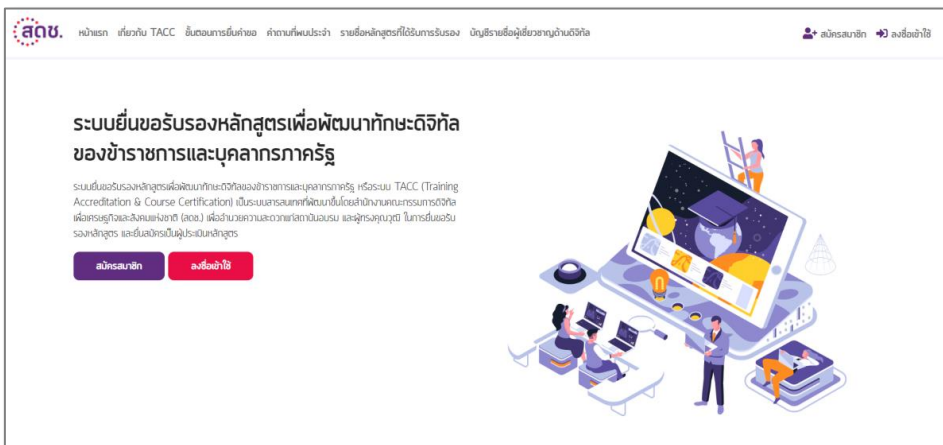 สดช. หน้าแรก เกี่ยวกับ TACC ขั้นตอนการยื่นคำขอ คำถามที่พบประจำ รายชื่อหลักสูตรที่ได้รับการรับรอง บัญชีรายชื่อผู้เชี่ยวชาญด้านดิจิทัล สมัครสมาชิก ลงชื่อเข้าใช้
ระบบยื่นขอรับรองหลักสูตรเพื่อพัฒนาทักษะดิจิทัล
ของข้าราชการและบุคลากรภาครัฐ
ระบบยื่นขอรับรองหลักสูตรเพื่อพัฒนาทักษะดิจิทัลของข้าราชการและบุคลากรภาครัฐ หรือระบบ TACC (Training
Accreditation & Course Certification) เป็นระบบสารสนเทศที่พัฒนาขึ้นโดยสำนักงานคณะกรรมการดิจิทัล
เพื่อเศรษฐกิจและสังคมแห่งชาติ (สดช.) เพื่ออำนวยความสะดวกแก่สถาบันอบรม และผู้ทรงคุณวุฒิ ในการยื่นขอรับ
รองหลักสูตร และยื่นสมัครเป็นผู้ประเมินหลักสูตร
สมัครสมาชิก ลงชื่อเข้าใช้